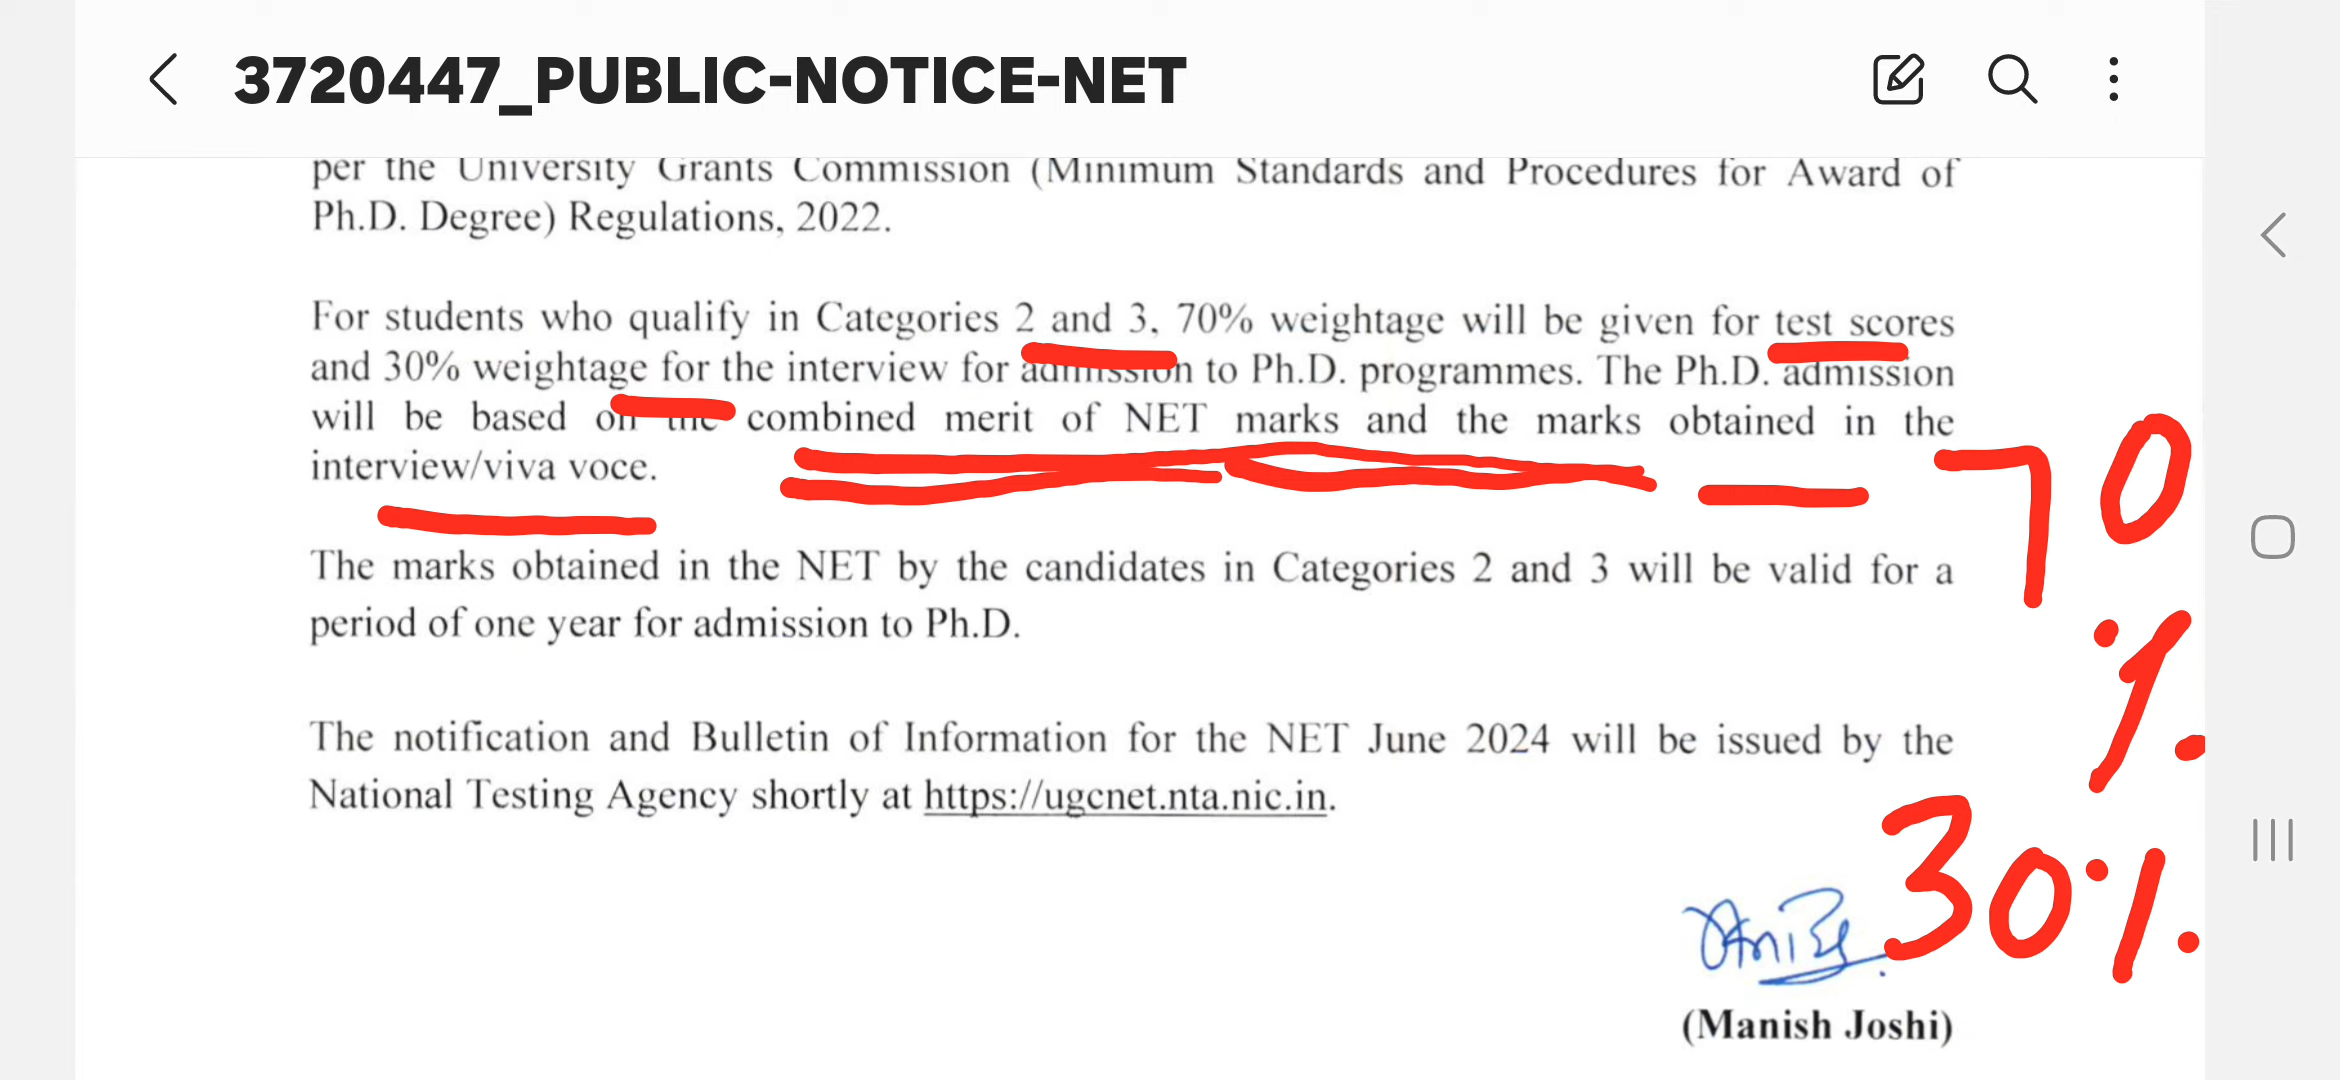 3720447_PUBLIC-NOTICE-NET
per the University Grants Commission (Minimum Standards and Procedures for Award of
Ph.D. Degree) Regulations, 2022.
For students who qualify in Categories 2 and 3, 70% weightage will be given for test scores
and 30% weightage for the interview for admission to Ph.D. programmes. The Ph.D. admission
will be based on the combined merit of NET marks and the marks obtained in the
interview/viva voce.
70
%
The marks obtained in the NET by the candidates in Categories 2 and 3 will be valid for a
period of one year for admission to Ph.D.
The notification and Bulletin of Information for the NET June 2024 will be issued by the
National Testing Agency shortly at https://ugcnet.nta.nic.in.
30%
(Manish Joshi)